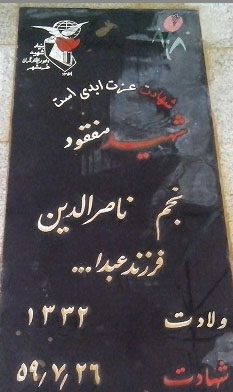 شهادت عزت ابدی است
شهید مفقود
نجم ناصرالدین
فرزند عبدا...
ولادت ۱۳۳۲
شهادت ۵۹٫۷٫۲۶